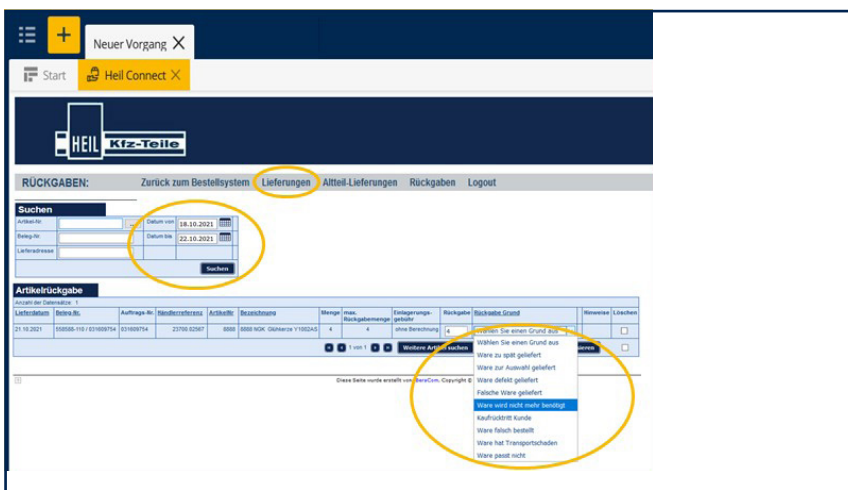 Neuer Vorgang
Start Heil Connect
HEIL Kfz-Teile
RÜCKGABEN: Zurück zum Bestellsystem Lieferungen Altteil-Lieferungen Rückgaben Logout
Suchen
Artikel-Nr. ... Datum von 18.10.2021
Beleg-Nr. Datum bis 22.10.2021
Lieferadresse
Suchen
Artikelrückgabe
Anzahl der Datensätze: 1
Lieferdatum Beleg-Nr. Auftrags-Nr. Händlerreferenz ArtikelNr Bezeichnung Menge max. Rückgabemenge Einlagerungs-gebühr Rückgabe Rückgabe Grund Hinweise Löschen
21.10.2021 031609754 8888 8888 NGK Glühkerze Y1002AS 4 4 ohne Berechnung 4 Wählen Sie einen Grund aus
1 von 1 Weitere Artikel suchen
Wählen Sie einen Grund aus
Ware zu spät geliefert
Ware zur Auswahl geliefert
Ware defekt geliefert
Falsche Ware geliefert
Ware wird nicht mehr benötigt
Kaufrücktritt Kunde
Ware falsch bestellt
Ware hat Transportschaden
Ware passt nicht
Diese Seite wurde erstellt von Copyright ©